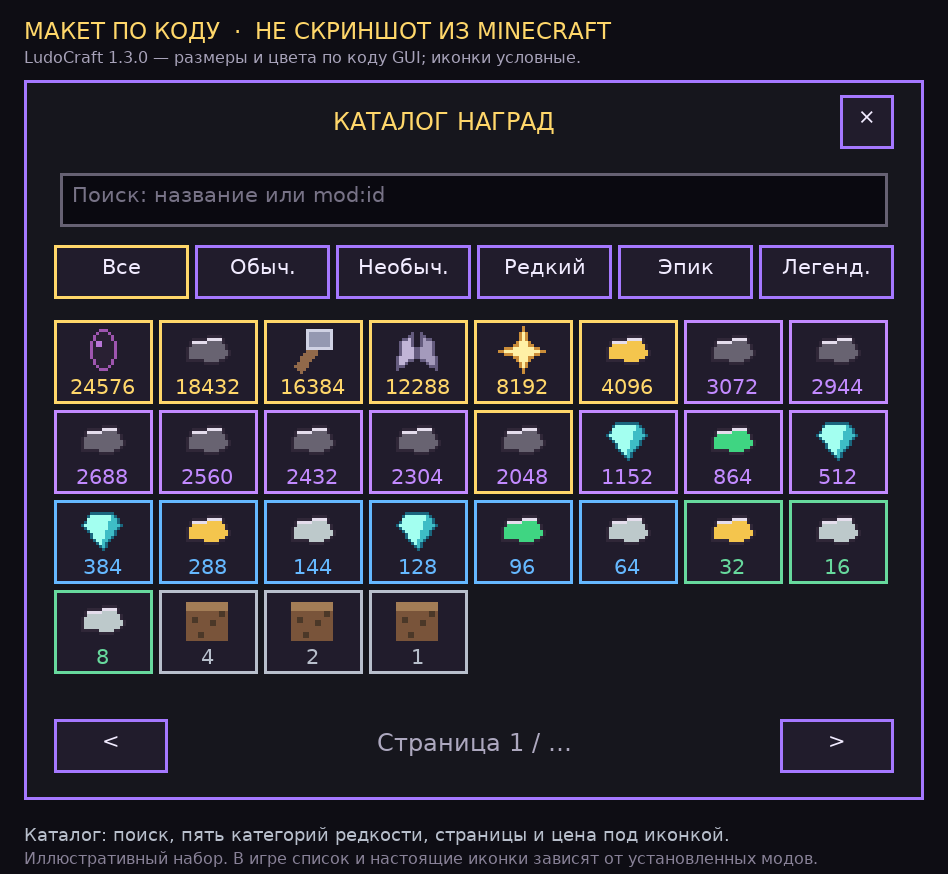 МАКЕТ ПО КОДУ · НЕ СКРИНШОТ ИЗ MINECRAFT
LudoCraft 1.3.0 — размеры и цвета по коду GUI; иконки условные.
КАТАЛОГ НАГРАД ×
Поиск: название или mod:id
Все Обыч. Необыч. Редкий Эпик Легенд.
24576 18432 16384 12288 8192 4096 3072 2944
2688 2560 2432 2304 2048 1152 864 512
384 288 144 128 96 64 32 16
8 4 2 1
< Страница 1 / ... >
Каталог: поиск, пять категорий редкости, страницы и цена под иконкой.
Иллюстративный набор. В игре список и настоящие иконки зависят от установленных модов.